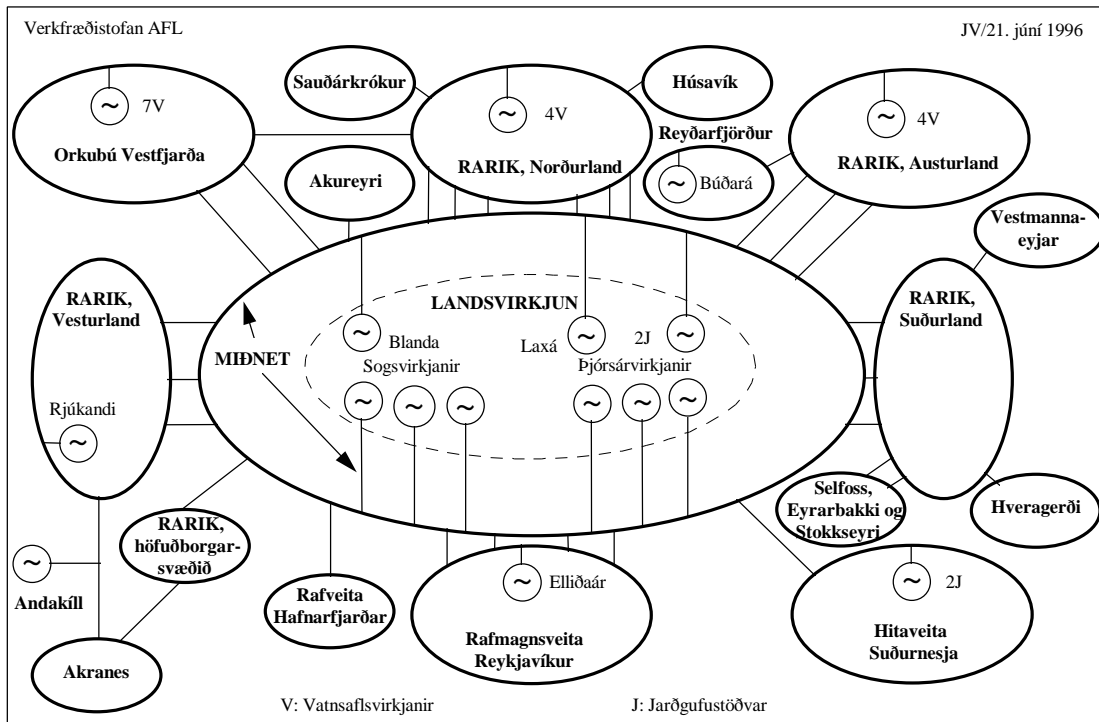 Verkfræðistofan AFL
JV/21. júní 1996
Sauðárkrókur
Húsavík
7V
4V
4V
Reyðarfjörður
Orkubú Vestfjarða
RARIK, Norðurland
RARIK, Austurland
Akureyri
Búðará
Vestmanna-
eyjar
RARIK,
Vesturland
LANDSVIRKJUN
RARIK,
Suðurland
Blanda
Laxá
2J
MIÐNET
Sogsvirkjanir
Þjórsárvirkjanir
Rjúkandi
Selfoss,
Eyrarbakki og
Stokkseyri
Hveragerði
RARIK,
höfuðborgar-
svæðið
Andakíll
Rafveita
Hafnarfjarðar
Elliðaár
2J
Rafmagnsveita
Reykjavíkur
Hitaveita
Suðurnesja
Akranes
V: Vatnsaflsvirkjanir
J: Jarðgufustöðvar